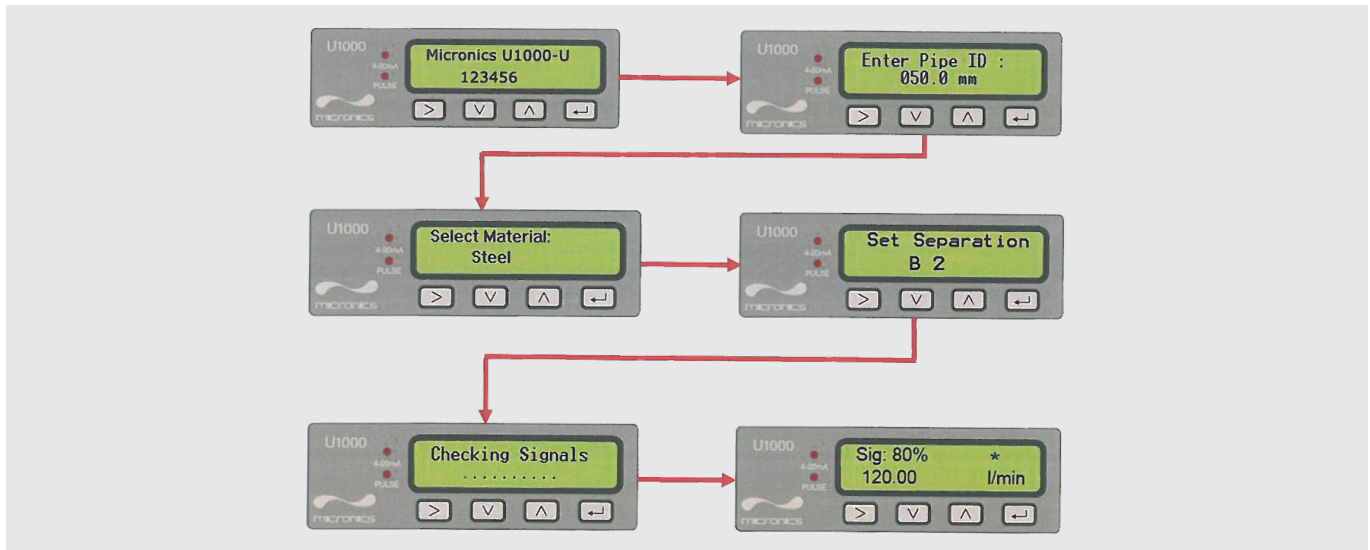 U1000
4-20mA
PULSE
micronics
Micronics U1000-U
123456
U1000
4-20mA
PULSE
micronics
Enter Pipe ID :
050.0 mm
U1000
4-20mA
PULSE
micronics
Select Material:
Steel
U1000
4-20mA
PULSE
micronics
Set Separation
B 2
U1000
4-20mA
PULSE
micronics
Checking Signals
..........
U1000
4-20mA
PULSE
micronics
Sig: 80% *
120.00 l/min